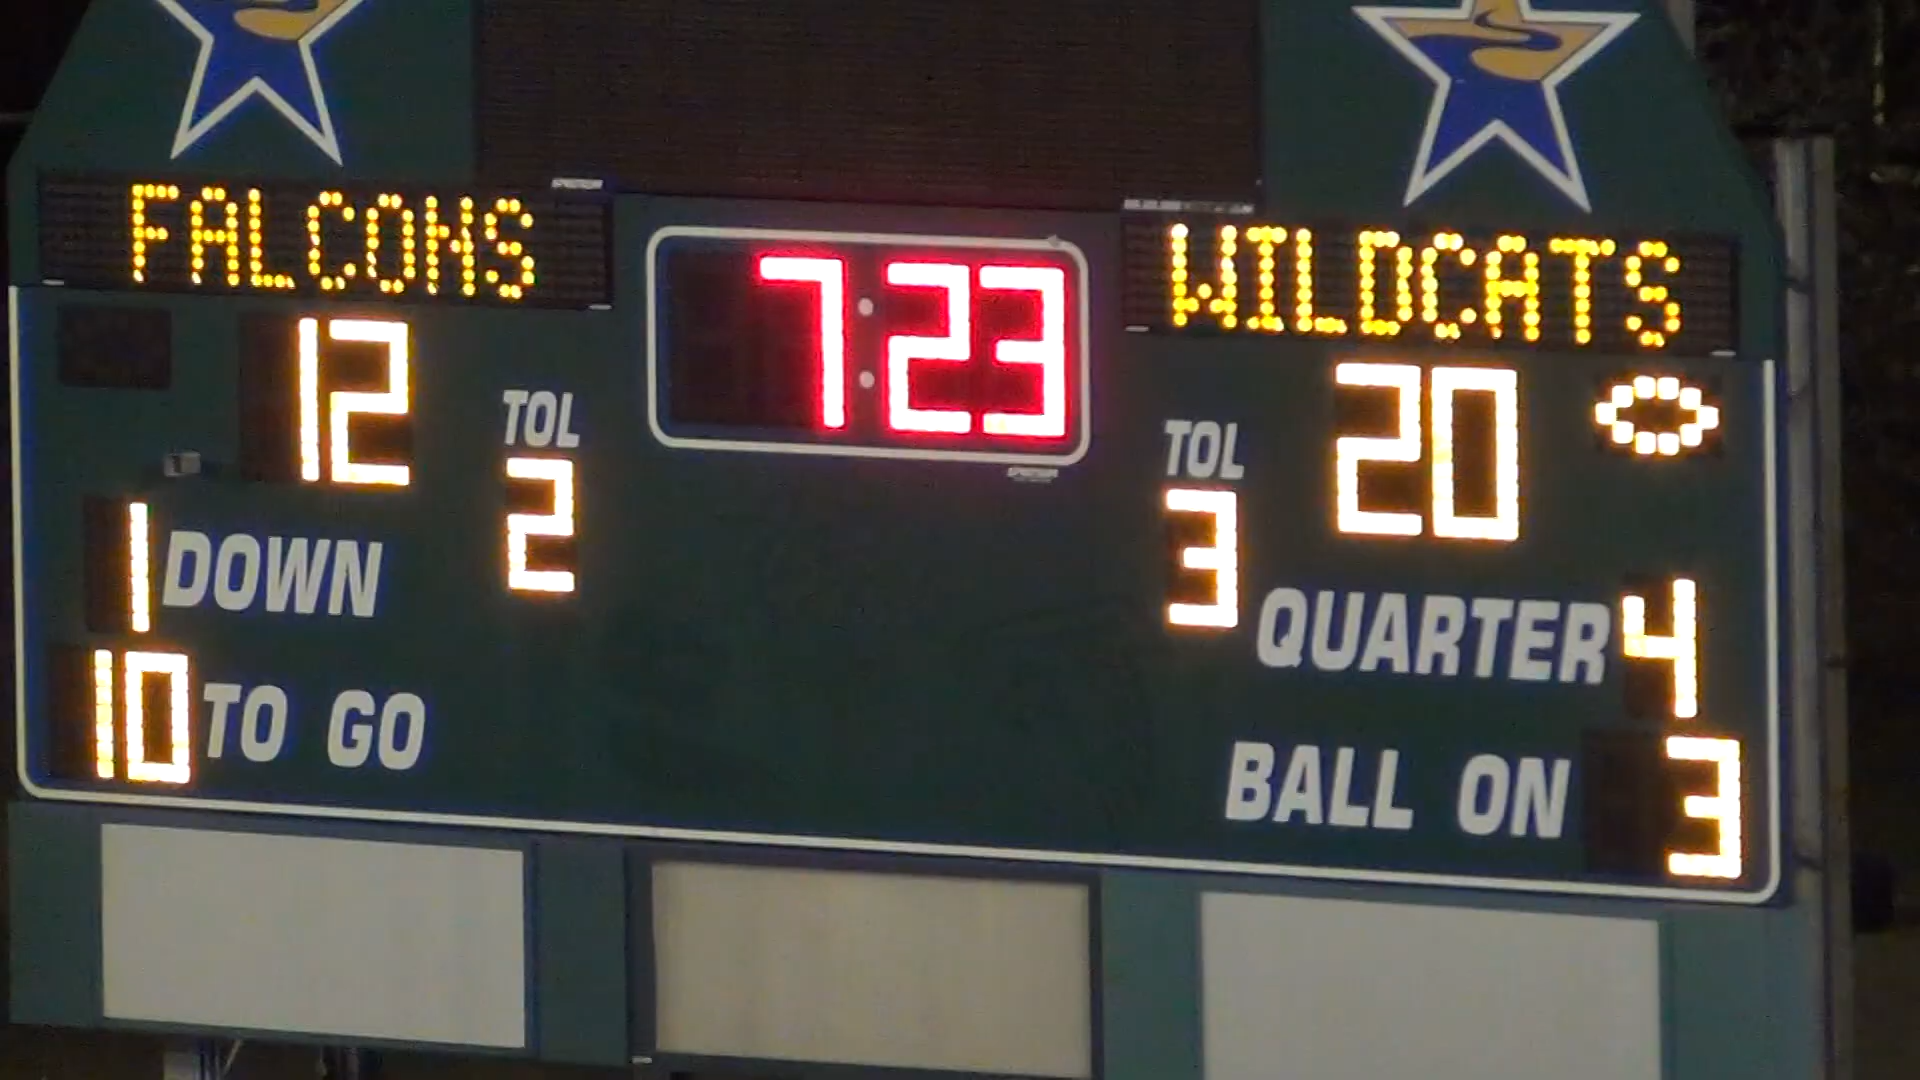 FALCONS
7:23
WILDCATS
12
TOL
2
TOL
3
20
1 DOWN
QUARTER 4
10 TO GO
BALL ON 3